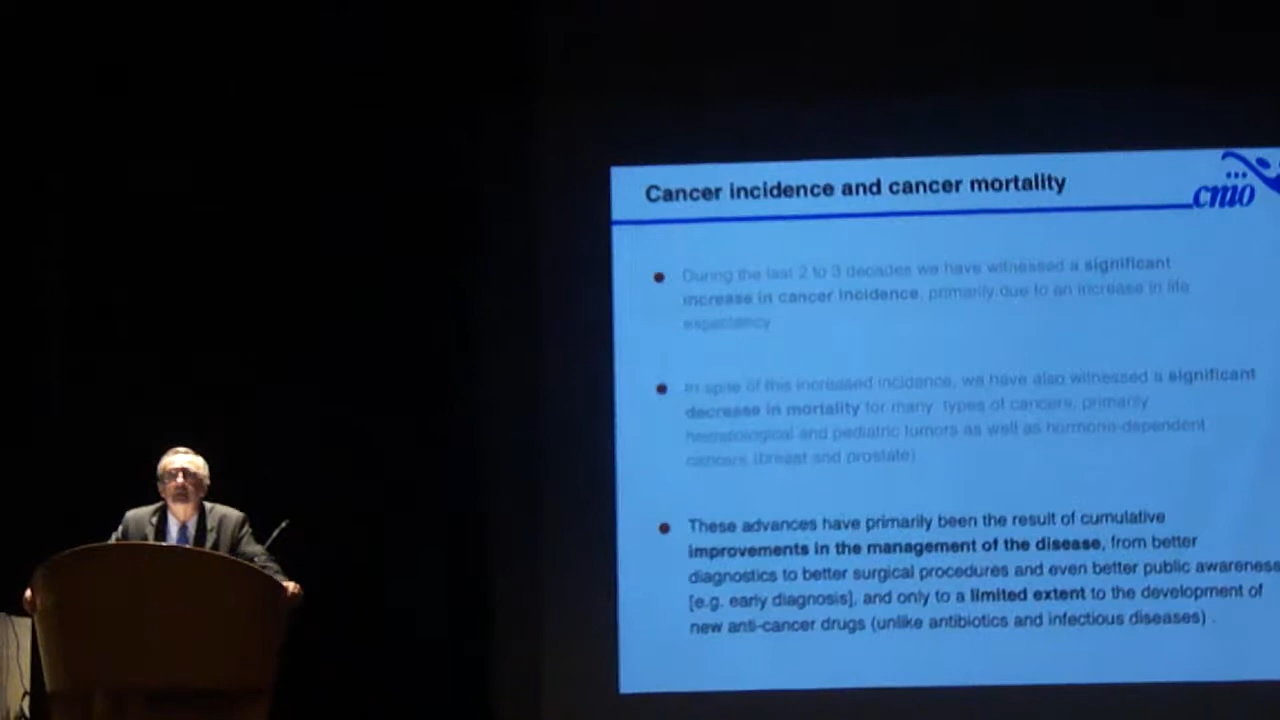 Cancer incidence and cancer mortality
cnio
During the last 2 to 3 decades we have witnessed a significant
increase in cancer incidence, primarily due to an increase in life
expectancy
In spite of this increased incidence, we have also witnessed a significant
decrease in mortality for many types of cancers, primarily
hematological and pediatric tumors as well as hormone-dependent
cancers (breast and prostate)
These advances have primarily been the result of cumulative
improvements in the management of the disease, from better
diagnostics to better surgical procedures and even better public awareness
[e.g. early diagnosis], and only to a limited extent to the development of
new anti-cancer drugs (unlike antibiotics and infectious diseases) .